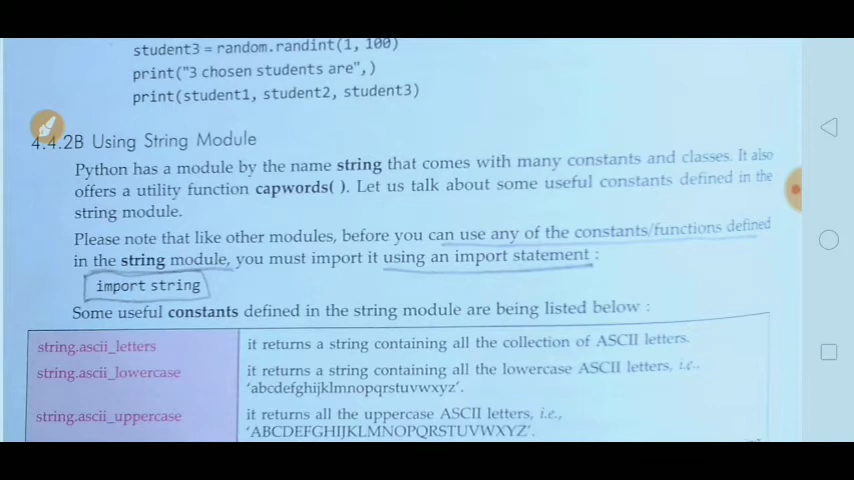 student3 = random.randint(1, 100)
print("3 chosen students are",)
print(student1, student2, student3)
4.4.2B Using String Module
Python has a module by the name string that comes with many constants and classes. It also
offers a utility function capwords( ). Let us talk about some useful constants defined in the
string module.
Please note that like other modules, before you can use any of the constants/functions defined
in the string module, you must import it using an import statement :
import string
Some useful constants defined in the string module are being listed below :
string.ascii_letters it returns a string containing all the collection of ASCII letters.
string.ascii_lowercase it returns a string containing all the lowercase ASCII letters, i.e.,
'abcdefghijklmnopqrstuvwxyz'.
string.ascii_uppercase it returns all the uppercase ASCII letters, i.e.,
'ABCDEFGHIJKLMNOPQRSTUVWXYZ'.